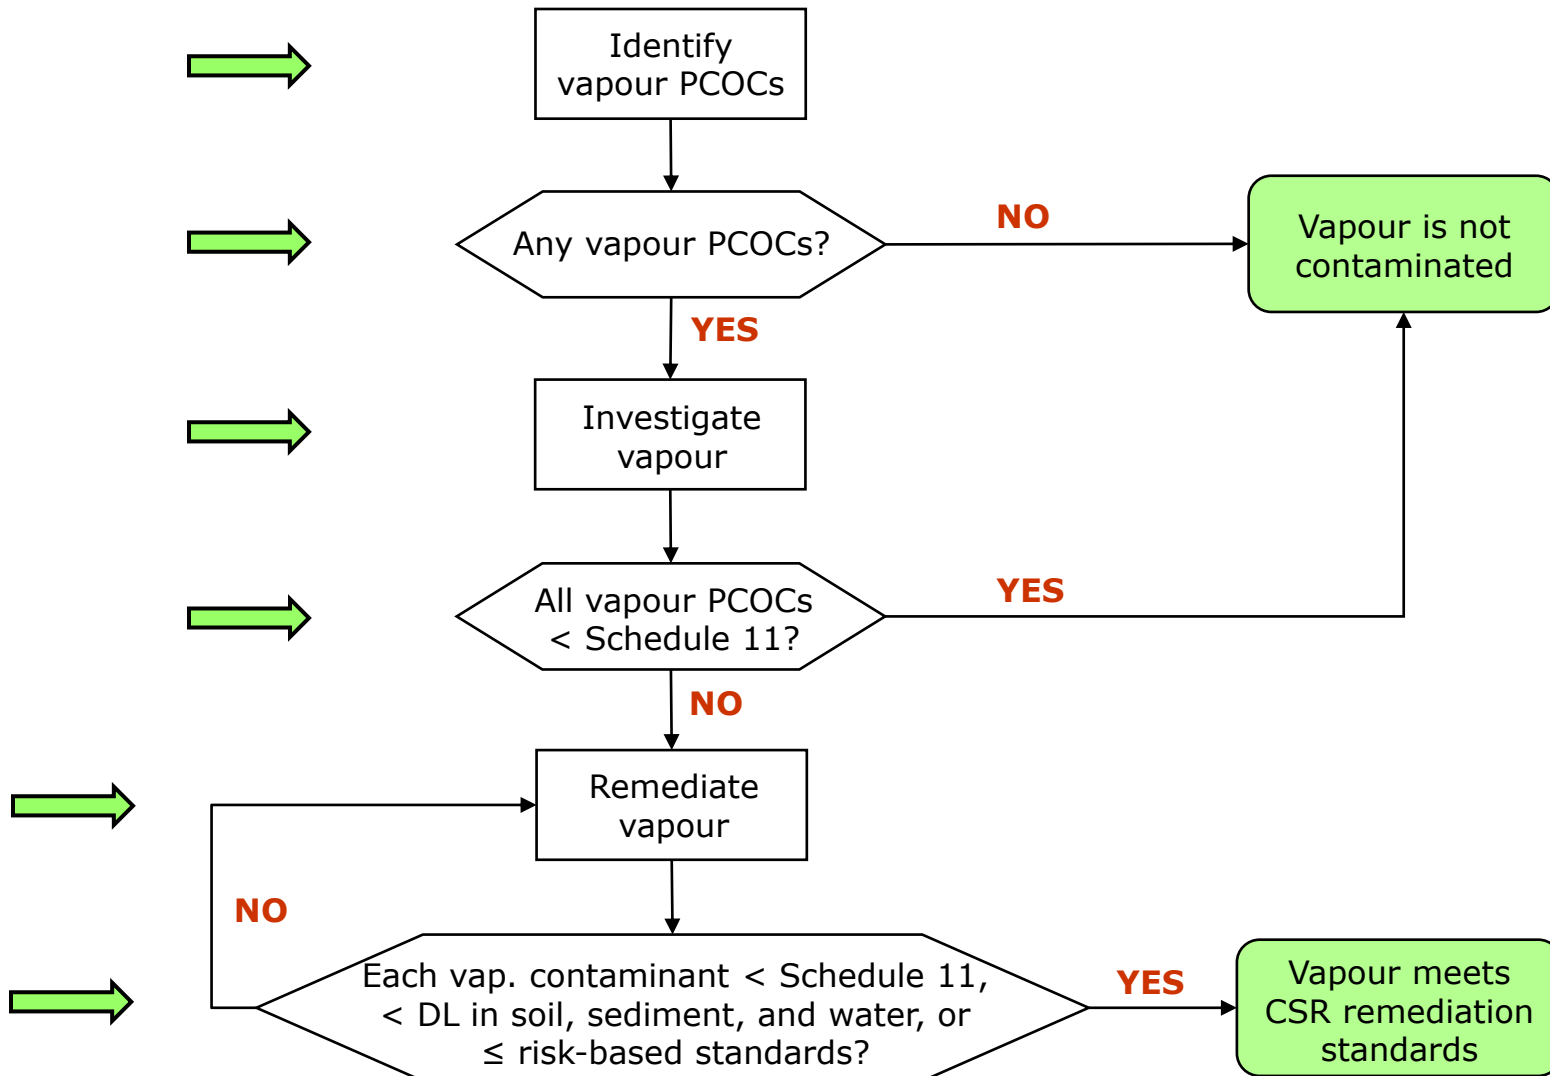 Identify
vapour PCOCs
Any vapour PCOCs?
NO
Vapour is not
contaminated
YES
Investigate
vapour
All vapour PCOCs
< Schedule 11?
YES
NO
Remediate
vapour
NO
Each vap. contaminant < Schedule 11,
< DL in soil, sediment, and water, or
≤ risk-based standards?
YES
Vapour meets
CSR remediation
standards